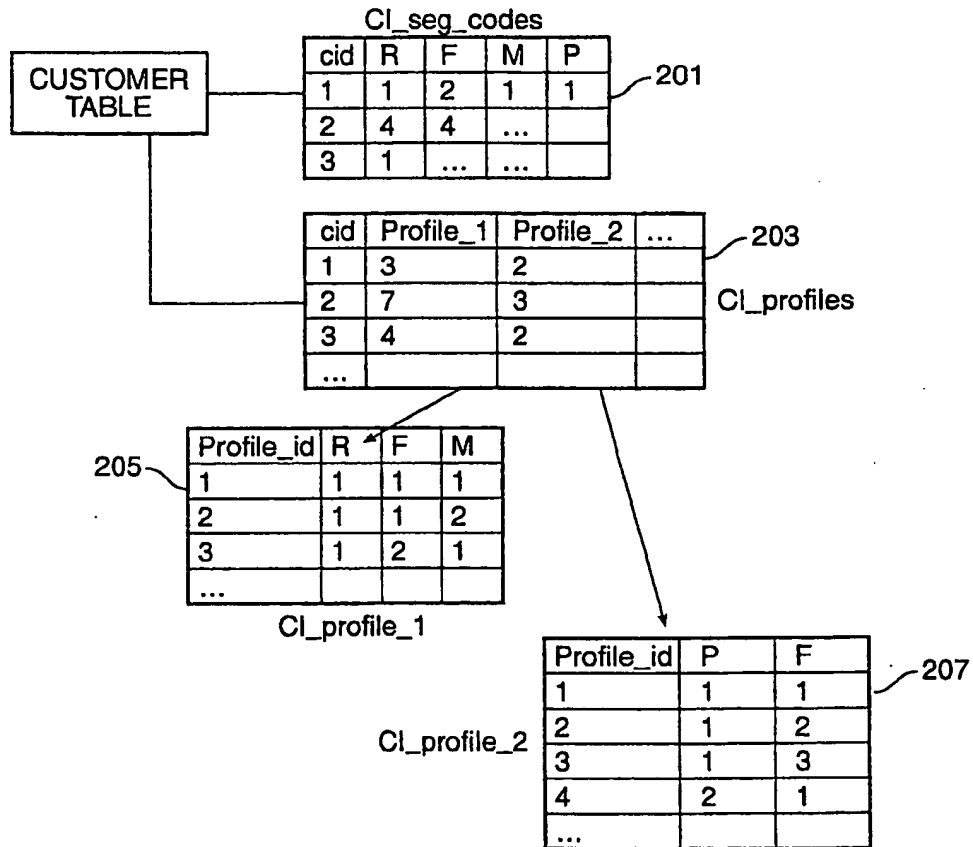 CI_seg_codes
CUSTOMER
TABLE
cid R F M P
1 1 2 1 1
2 4 4 ...
3 1 ... ...
201
cid Profile_1 Profile_2 ...
1 3 2
2 7 3
3 4 2
...
203
CI_profiles
205
Profile_id R F M
1 1 1 1
2 1 1 2
3 1 2 1
...
CI_profile_1
Profile_id P F
1 1 1
2 1 2
3 1 3
4 2 1
...
207
CI_profile_2